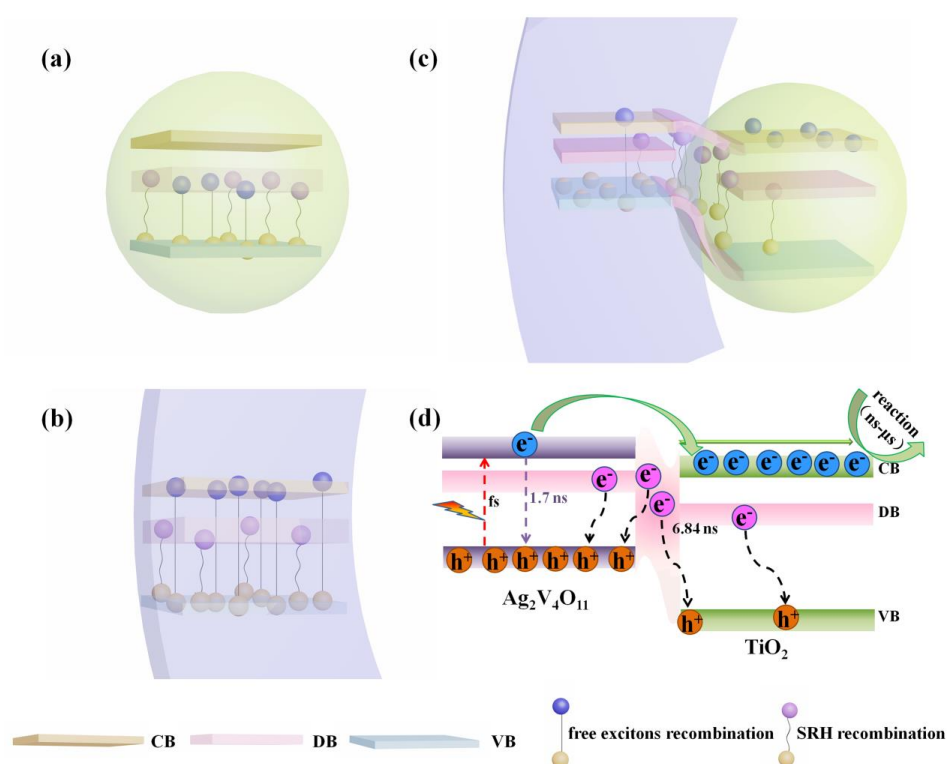 (a)
(c)
(b)
(d)
reaction
(ns-μs)
e⁻
e⁻ e⁻ e⁻ e⁻ e⁻ e⁻
CB
fs
1.7 ns
e⁻ e⁻
e⁻
6.84 ns
e⁻
DB
h⁺ h⁺ h⁺ h⁺ h⁺ h⁺
Ag₂V₄O₁₁
h⁺ h⁺
VB
TiO₂
CB DB VB free excitons recombination SRH recombination